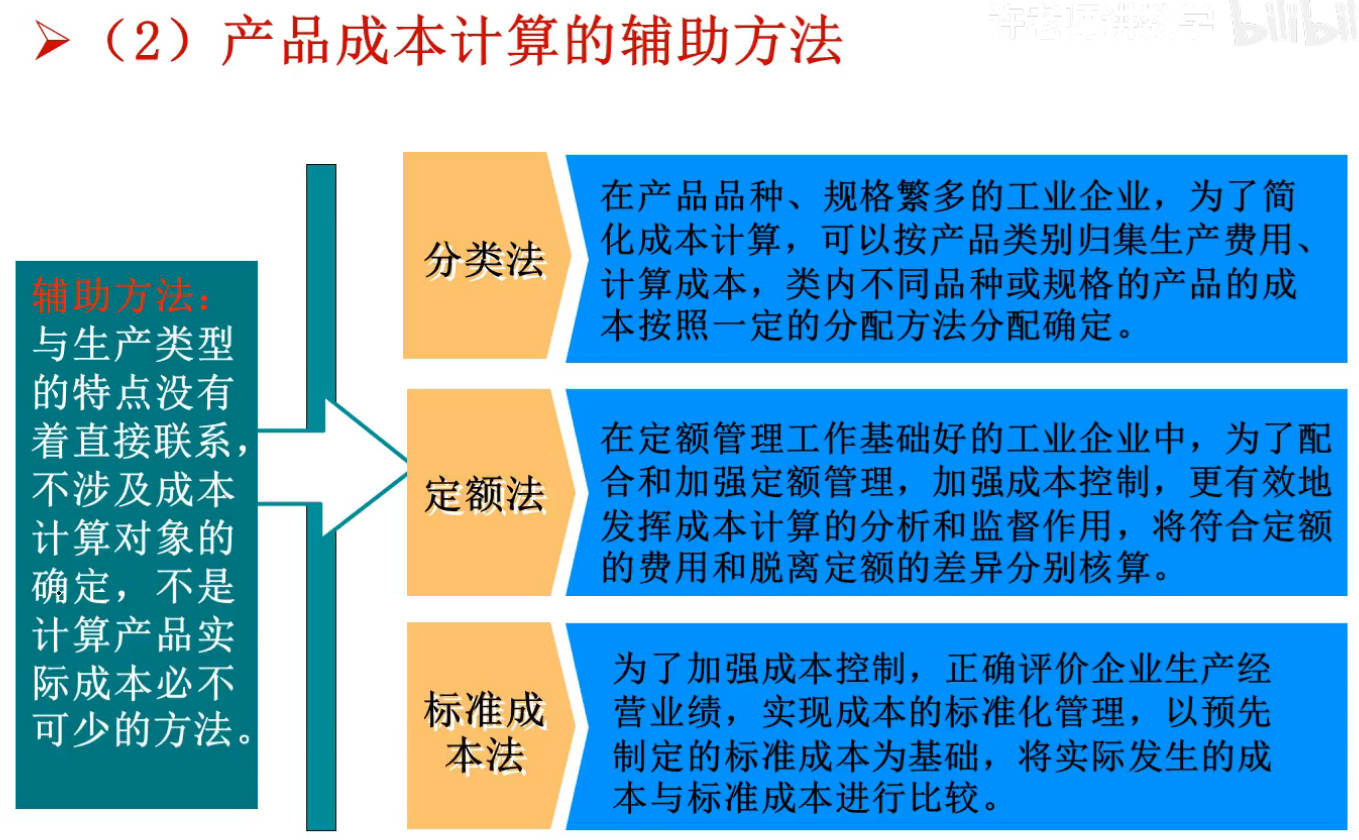 （2）产品成本计算的辅助方法
许老师讲数学 bilibili
辅助方法：
与生产类型
的特点没有
着直接联系，
不涉及成本
计算对象的
确定，不是
计算产品实
际成本必不
可少的方法。
分类法
在产品品种、规格繁多的工业企业，为了简
化成本计算，可以按产品类别归集生产费用、
计算成本，类内不同品种或规格的产品的成
本按照一定的分配方法分配确定。
定额法
在定额管理工作基础好的工业企业中，为了配
合和加强定额管理，加强成本控制，更有效地
发挥成本计算的分析和监督作用，将符合定额
的费用和脱离定额的差异分别核算。
标准成
本法
为了加强成本控制，正确评价企业生产经
营业绩，实现成本的标准化管理，以预先
制定的标准成本为基础，将实际发生的成
本与标准成本进行比较。